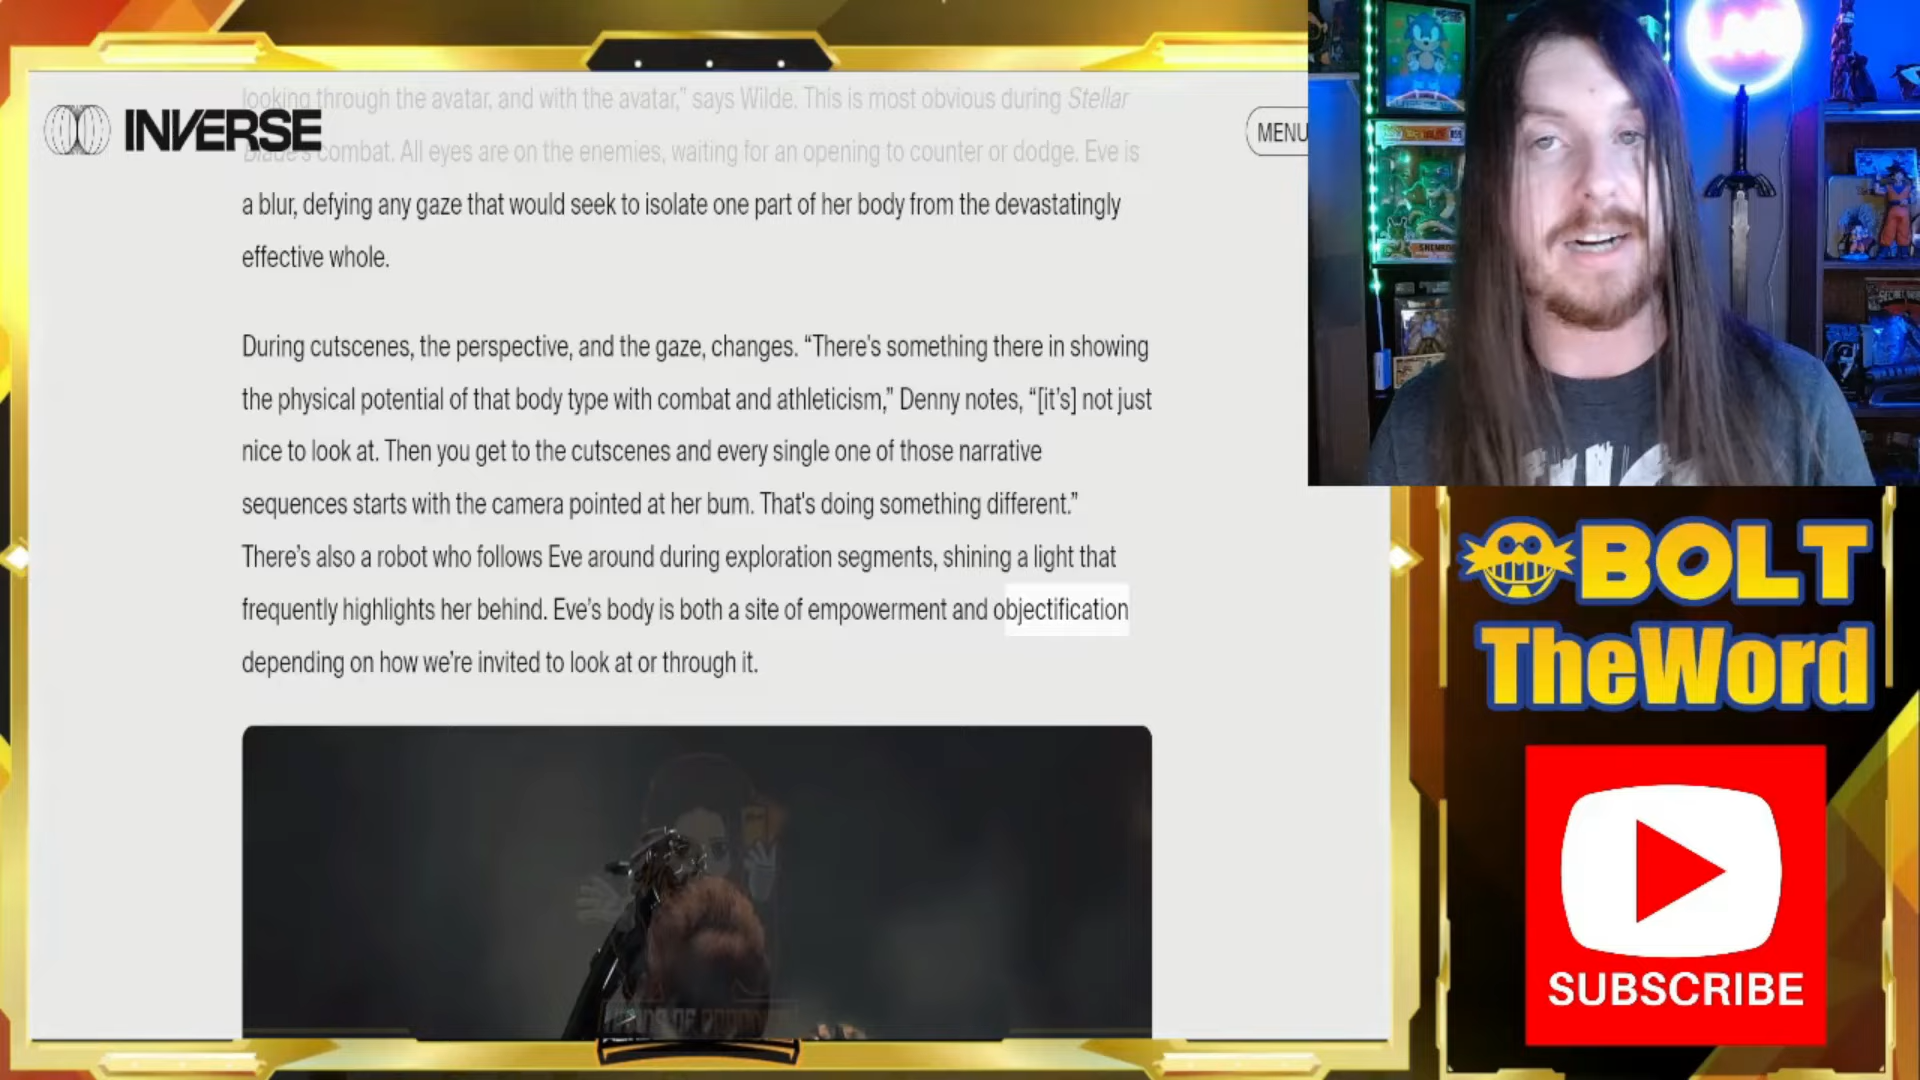 looking through the avatar, and with the avatar,” says Wilde. This is most obvious during Stellar
INVERSE
MENU
Blade’s combat. All eyes are on the enemies, waiting for an opening to counter or dodge. Eve is
a blur, defying any gaze that would seek to isolate one part of her body from the devastatingly
effective whole.
During cutscenes, the perspective, and the gaze, changes. “There's something there in showing
the physical potential of that body type with combat and athleticism,” Denny notes, “[it’s] not just
nice to look at. Then you get to the cutscenes and every single one of those narrative
sequences starts with the camera pointed at her bum. That's doing something different.”
There’s also a robot who follows Eve around during exploration segments, shining a light that
frequently highlights her behind. Eve’s body is both a site of empowerment and objectification
depending on how we’re invited to look at or through it.
BOLT
TheWord
SUBSCRIBE